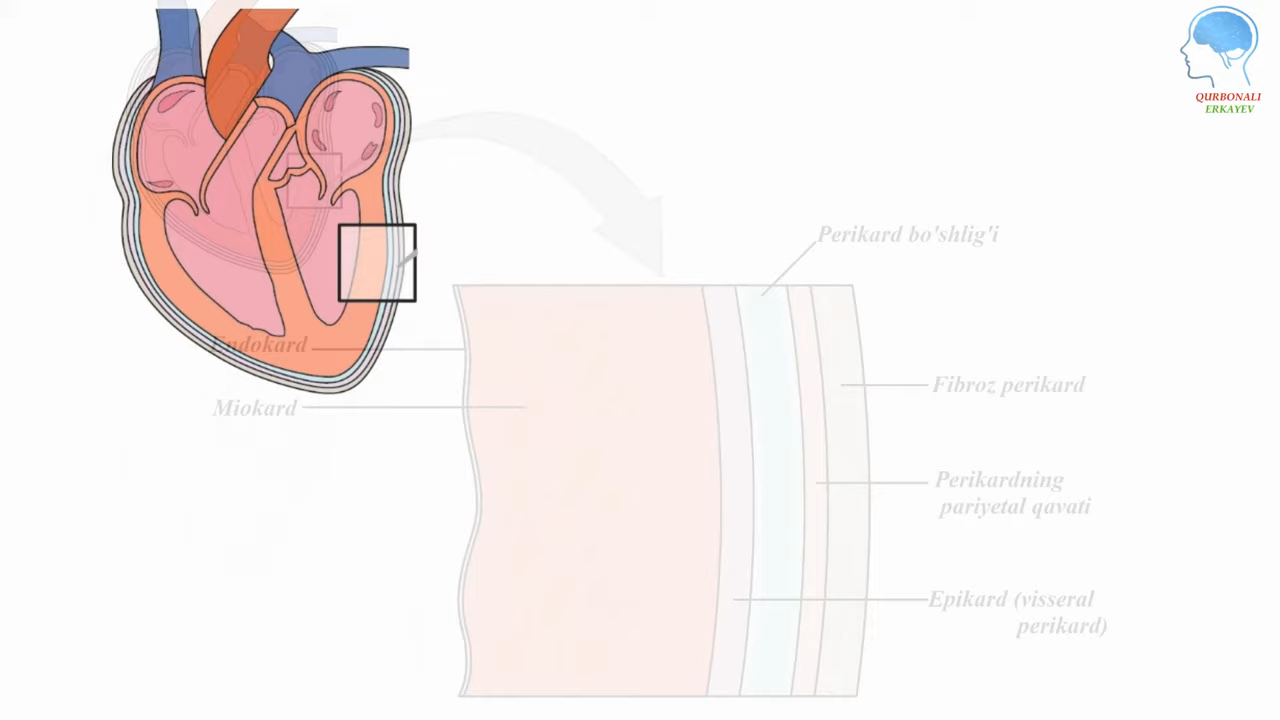 QURBONALI
ERKAYEV
Perikard bo'shlig'i
Endokard
Fibroz perikard
Miokard
Perikardning
pariyetal qavati
Epikard (visseral
perikard)